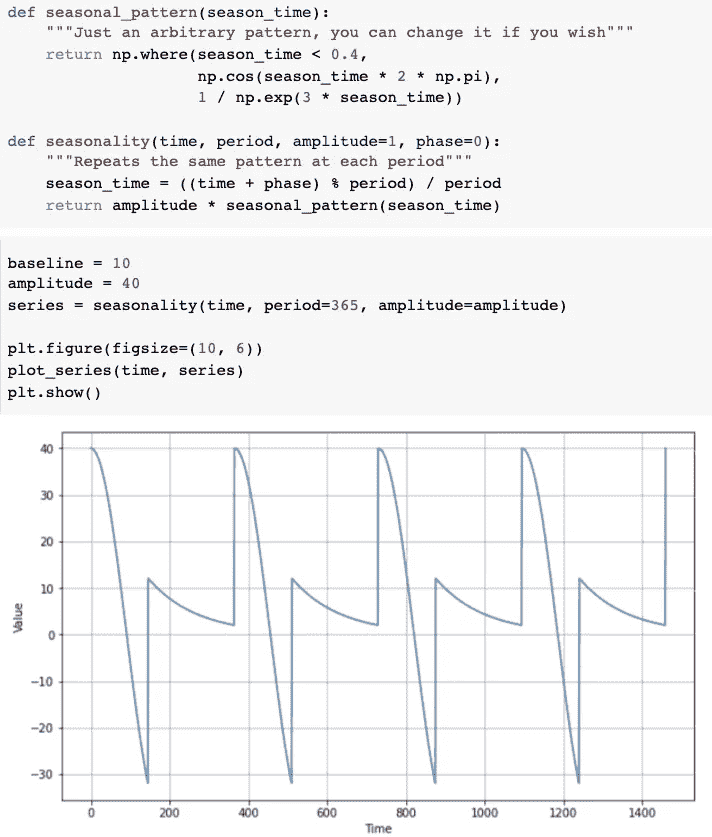 def seasonal_pattern(season_time):
    """Just an arbitrary pattern, you can change it if you wish"""
    return np.where(season_time < 0.4,
                    np.cos(season_time * 2 * np.pi),
                    1 / np.exp(3 * season_time))
def seasonality(time, period, amplitude=1, phase=0):
    """Repeats the same pattern at each period"""
    season_time = ((time + phase) % period) / period
    return amplitude * seasonal_pattern(season_time)
baseline = 10
amplitude = 40
series = seasonality(time, period=365, amplitude=amplitude)
plt.figure(figsize=(10, 6))
plot_series(time, series)
plt.show()
40
30
20
10
0
−10
−20
−30
Value
0 200 400 600 800 1000 1200 1400
Time